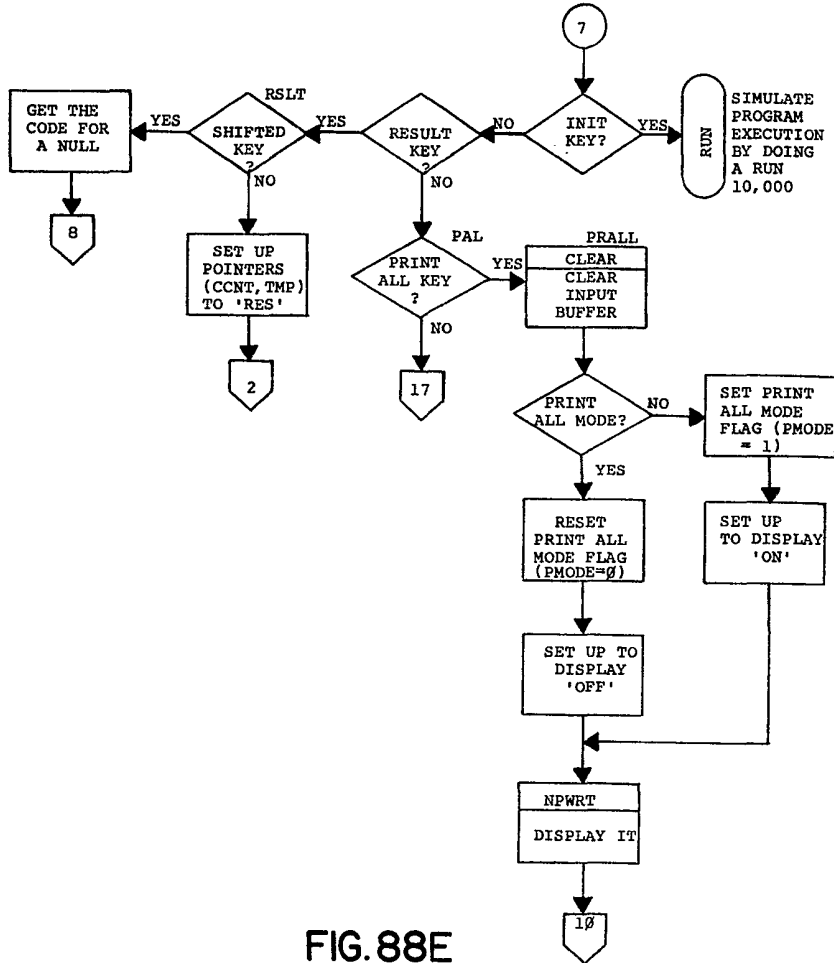 7
INIT
KEY?
YES
RUN
SIMULATE
PROGRAM
EXECUTION
BY DOING
A RUN
10,000
NO
RESULT
KEY
?
YES
RSLT
SHIFTED
KEY
?
YES
GET THE
CODE FOR
A NULL
8
NO
SET UP
POINTERS
(CCNT,TMP)
TO 'RES'
2
NO
PAL
PRINT
ALL KEY
?
YES
PRALL
CLEAR
CLEAR
INPUT
BUFFER
NO
17
PRINT
ALL MODE?
NO
SET PRINT
ALL MODE
FLAG (PMODE
= 1)
SET UP
TO DISPLAY
'ON'
YES
RESET
PRINT ALL
MODE FLAG
(PMODE=Ø)
SET UP TO
DISPLAY
'OFF'
NPWRT
DISPLAY IT
1Ø
FIG. 88E